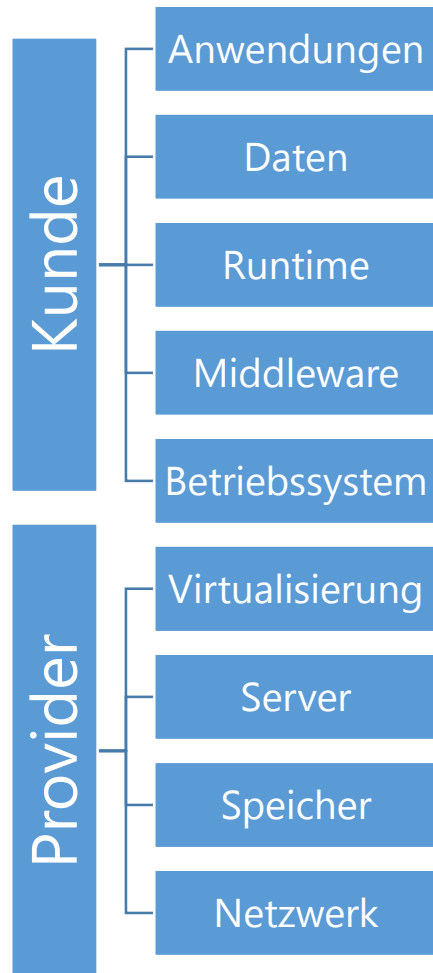 Kunde
Anwendungen
Daten
Runtime
Middleware
Betriebssystem
Provider
Virtualisierung
Server
Speicher
Netzwerk